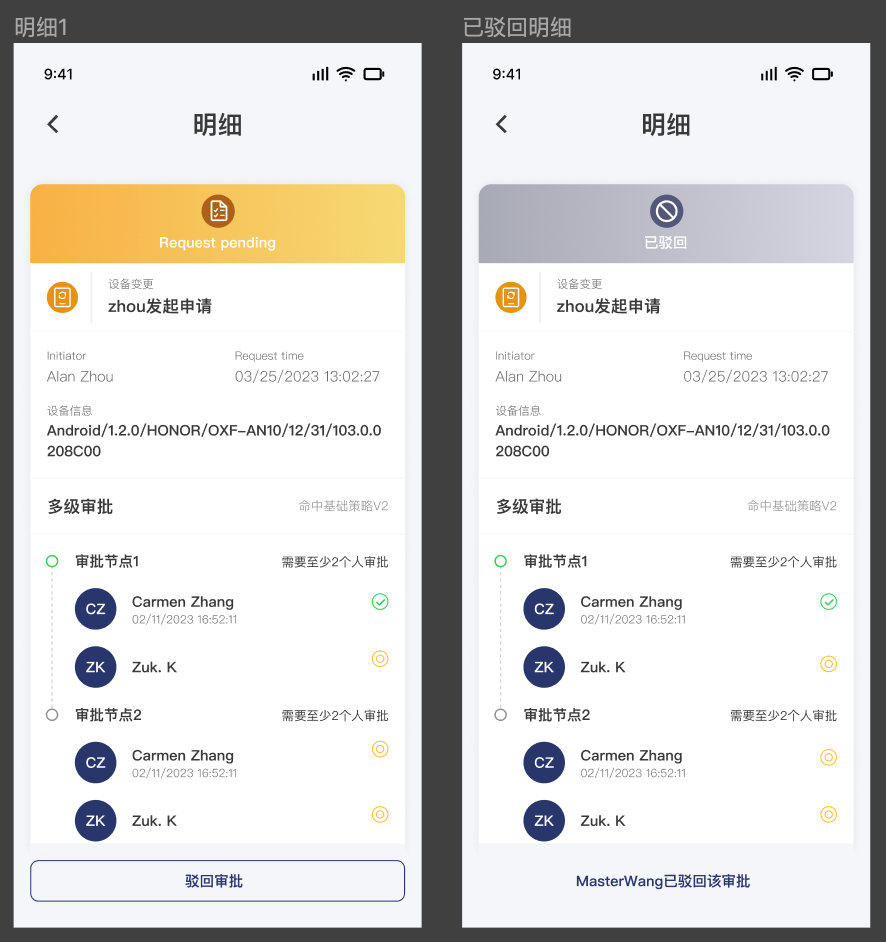 明细1
9:41
明细
Request pending
设备变更
zhou发起申请
Initiator
Request time
Alan Zhou
03/25/2023 13:02:27
设备信息
Android/1.2.0/HONOR/OXF-AN10/12/31/103.0.0
208C00
多级审批
命中基础策略V2
审批节点1
需要至少2个人审批
CZ
Carmen Zhang
02/11/2023 16:52:11
ZK
Zuk. K
审批节点2
需要至少2个人审批
CZ
Carmen Zhang
02/11/2023 16:52:11
ZK
Zuk. K
驳回审批
已驳回明细
9:41
明细
已驳回
设备变更
zhou发起申请
Initiator
Request time
Alan Zhou
03/25/2023 13:02:27
设备信息
Android/1.2.0/HONOR/OXF-AN10/12/31/103.0.0
208C00
多级审批
命中基础策略V2
审批节点1
需要至少2个人审批
CZ
Carmen Zhang
02/11/2023 16:52:11
ZK
Zuk. K
审批节点2
需要至少2个人审批
CZ
Carmen Zhang
02/11/2023 16:52:11
ZK
Zuk. K
MasterWang已驳回该审批